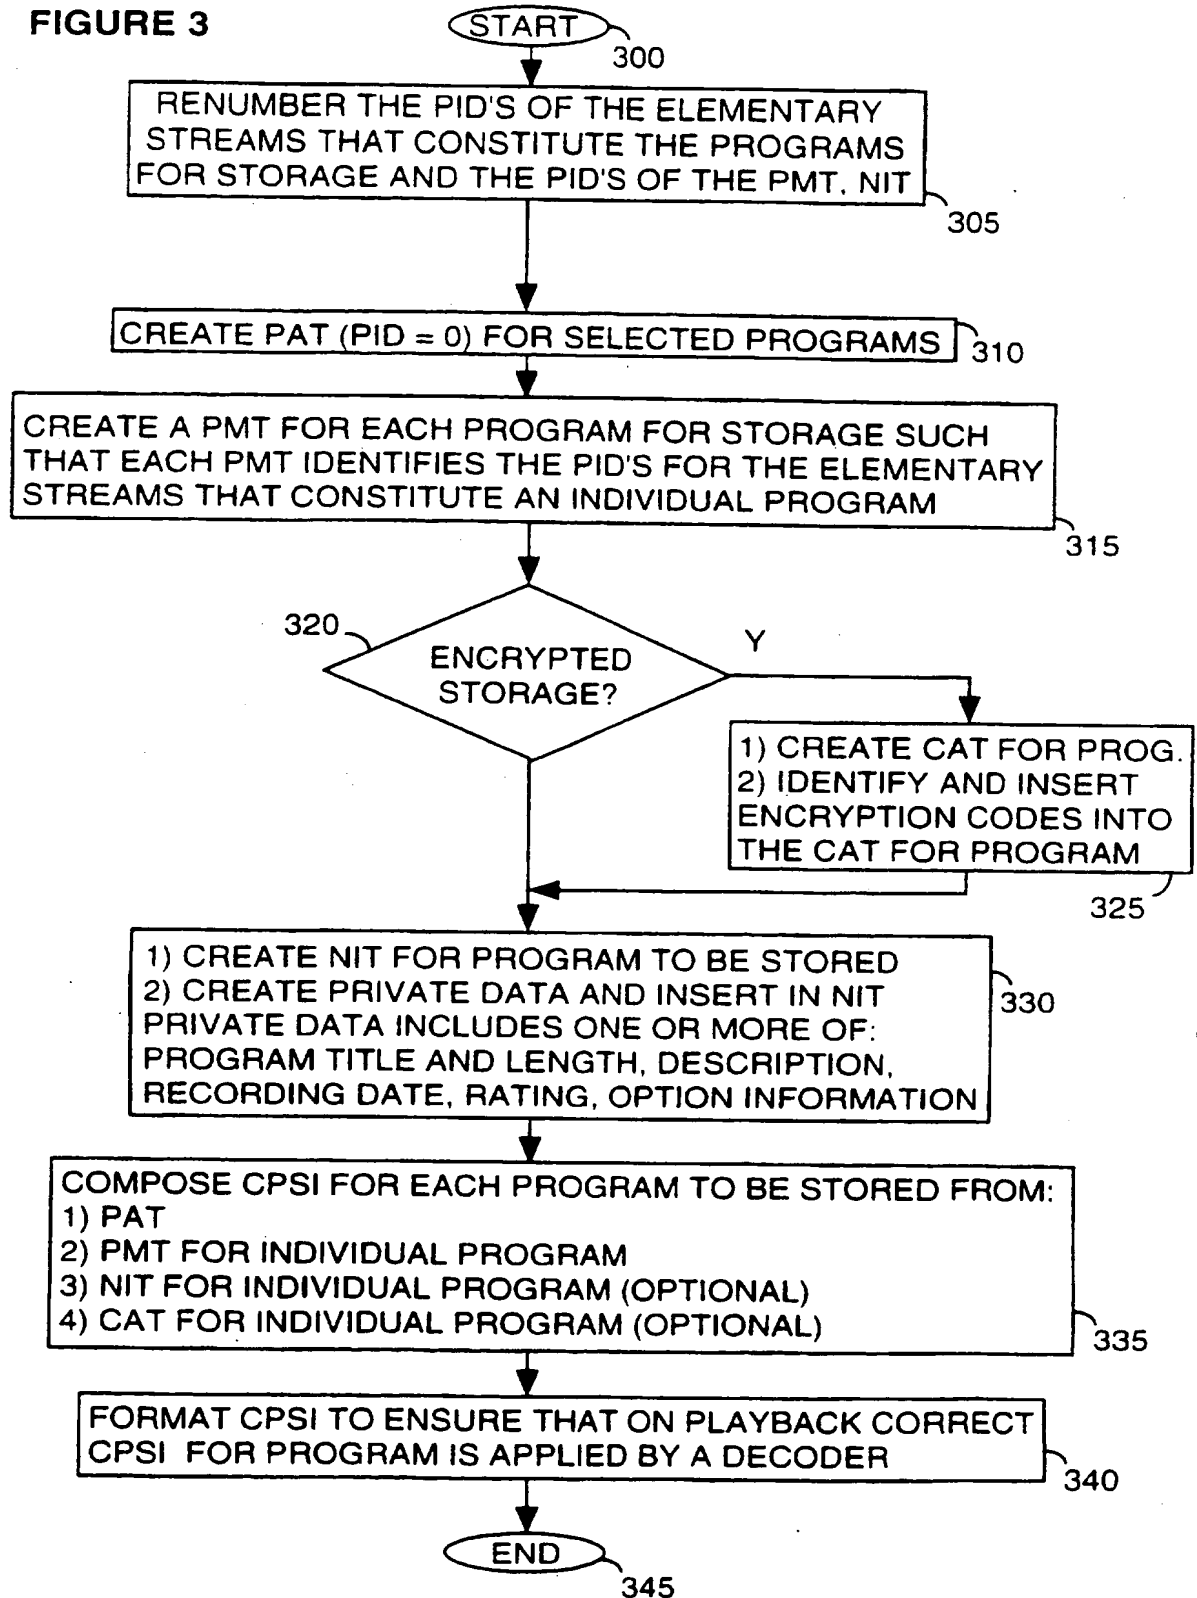 FIGURE 3
START
300
RENUMBER THE PID'S OF THE ELEMENTARY
STREAMS THAT CONSTITUTE THE PROGRAMS
FOR STORAGE AND THE PID'S OF THE PMT, NIT
305
CREATE PAT (PID = 0) FOR SELECTED PROGRAMS
310
CREATE A PMT FOR EACH PROGRAM FOR STORAGE SUCH
THAT EACH PMT IDENTIFIES THE PID'S FOR THE ELEMENTARY
STREAMS THAT CONSTITUTE AN INDIVIDUAL PROGRAM
315
320
ENCRYPTED
STORAGE?
Y
1) CREATE CAT FOR PROG.
2) IDENTIFY AND INSERT
ENCRYPTION CODES INTO
THE CAT FOR PROGRAM
325
1) CREATE NIT FOR PROGRAM TO BE STORED
2) CREATE PRIVATE DATA AND INSERT IN NIT
PRIVATE DATA INCLUDES ONE OR MORE OF:
PROGRAM TITLE AND LENGTH, DESCRIPTION,
RECORDING DATE, RATING, OPTION INFORMATION
330
COMPOSE CPSI FOR EACH PROGRAM TO BE STORED FROM:
1) PAT
2) PMT FOR INDIVIDUAL PROGRAM
3) NIT FOR INDIVIDUAL PROGRAM (OPTIONAL)
4) CAT FOR INDIVIDUAL PROGRAM (OPTIONAL)
335
FORMAT CPSI TO ENSURE THAT ON PLAYBACK CORRECT
CPSI FOR PROGRAM IS APPLIED BY A DECODER
340
END
345